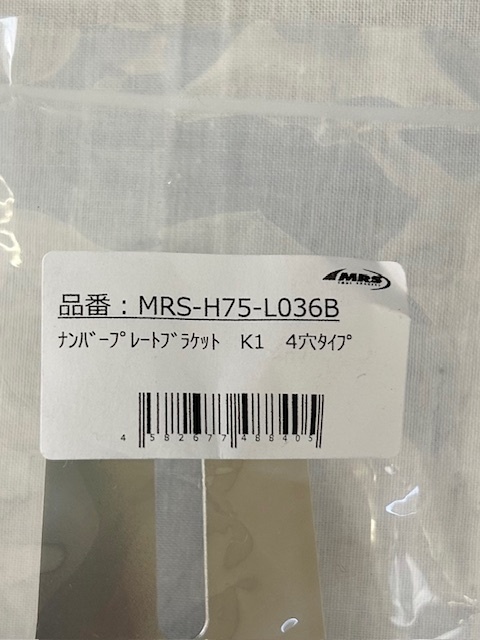 MRS
品番：MRS-H75-L036B
ﾅﾝﾊﾞｰﾌﾟﾚｰﾄﾌﾞﾗｹｯﾄ　K1　４穴ﾀｲﾌﾟ
4 582677 488405